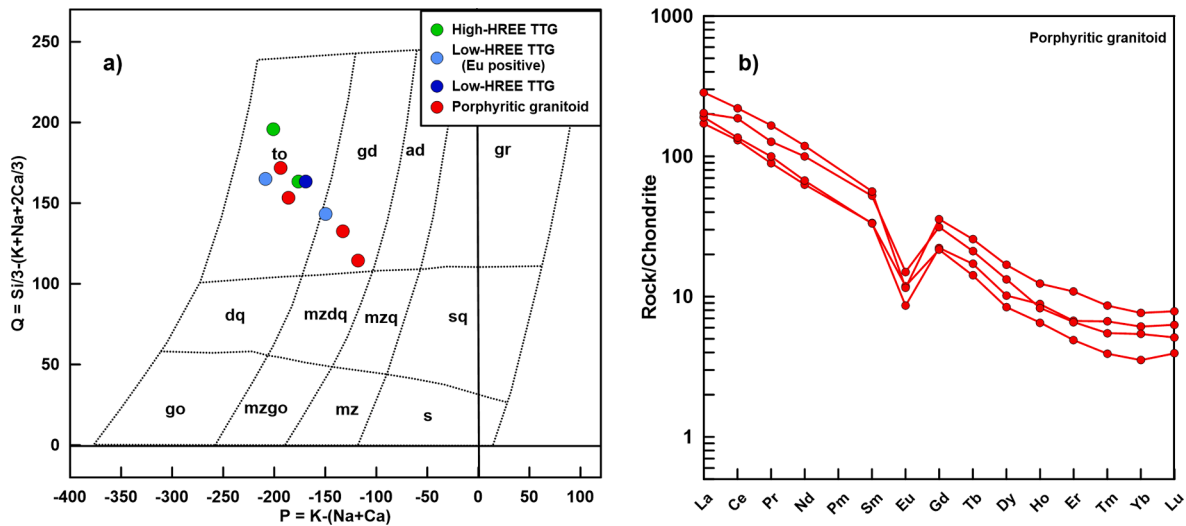 a)
High-HREE TTG
Low-HREE TTG
(Eu positive)
Low-HREE TTG
Porphyritic granitoid
Q = Si/3-(K+Na+2Ca/3)
250
200
150
100
50
0
to
gd
ad
gr
dq
mzdq
mzq
sq
go
mzgo
mz
s
-400
-350
-300
-250
-200
-150
-100
-50
0
50
100
P = K-(Na+Ca)
b)
Porphyritic granitoid
Rock/Chondrite
1000
100
10
1
La
Ce
Pr
Nd
Pm
Sm
Eu
Gd
Tb
Dy
Ho
Er
Tm
Yb
Lu